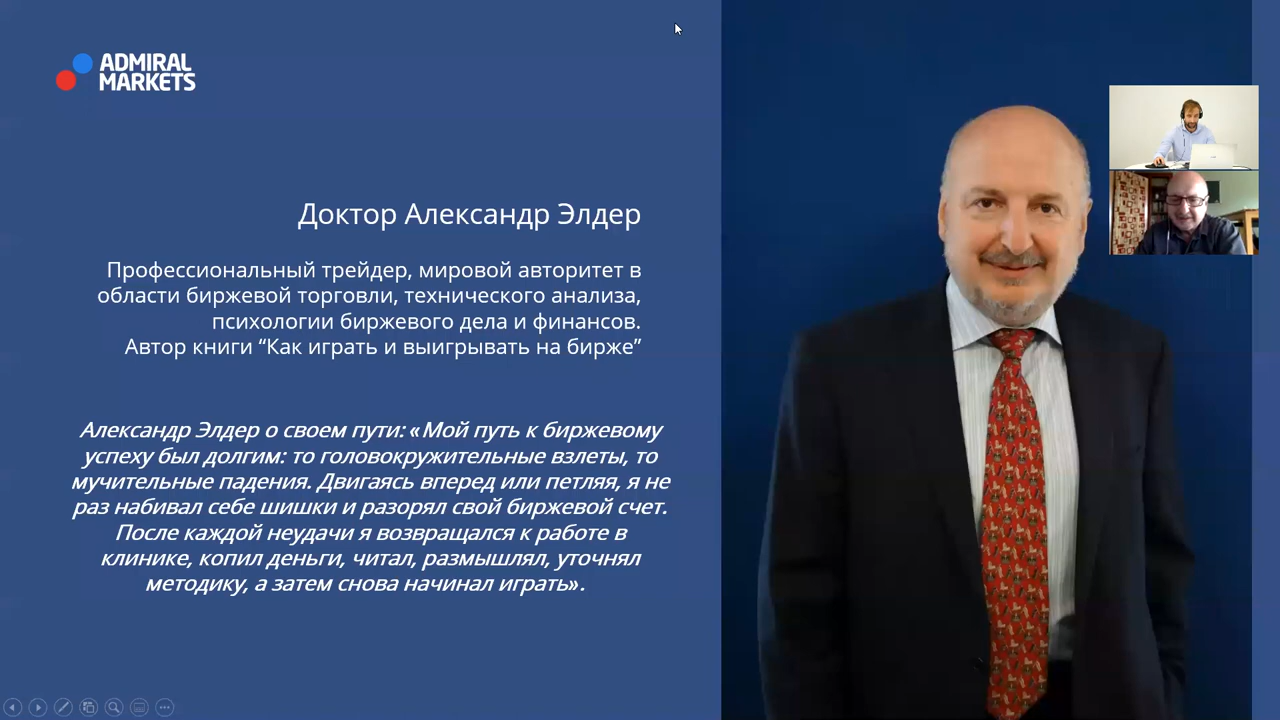 ADMIRAL
MARKETS
Доктор Александр Элдер
Профессиональный трейдер, мировой авторитет в
области биржевой торговли, технического анализа,
психологии биржевого дела и финансов.
Автор книги “Как играть и выигрывать на бирже”
Александр Элдер о своем пути: «Мой путь к биржевому
успеху был долгим: то головокружительные взлеты, то
мучительные падения. Двигаясь вперед или петляя, я не
раз набивал себе шишки и разорял свой биржевой счет.
После каждой неудачи я возвращался к работе в
клинике, копил деньги, читал, размышлял, уточнял
методику, а затем снова начинал играть».